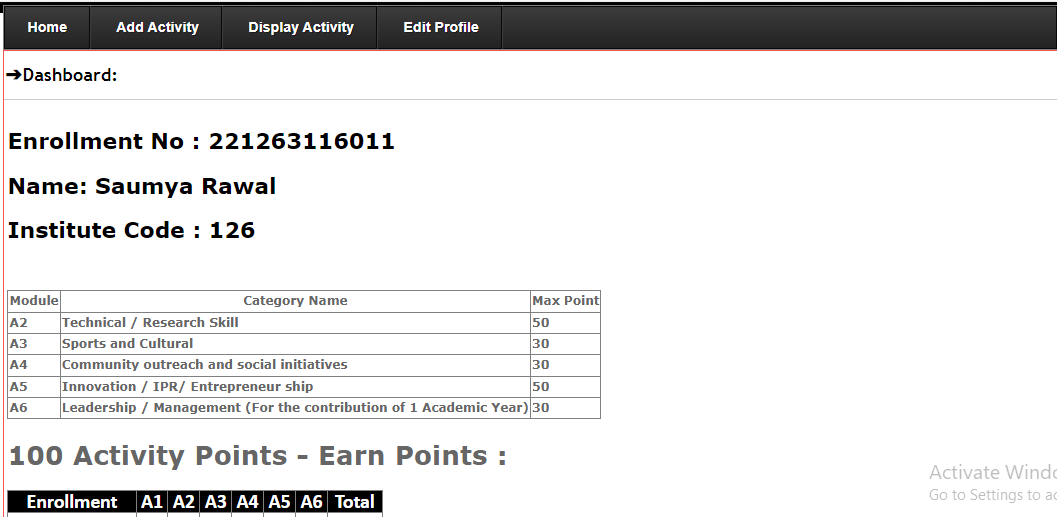 Home Add Activity Display Activity Edit Profile
➔Dashboard:
Enrollment No : 221263116011
Name: Saumya Rawal
Institute Code : 126
Module Category Name Max Point
A2 Technical / Research Skill 50
A3 Sports and Cultural 30
A4 Community outreach and social initiatives 30
A5 Innovation / IPR/ Entrepreneur ship 50
A6 Leadership / Management (For the contribution of 1 Academic Year) 30
100 Activity Points - Earn Points :
Activate Windo
Go to Settings to ac
Enrollment A1 A2 A3 A4 A5 A6 Total